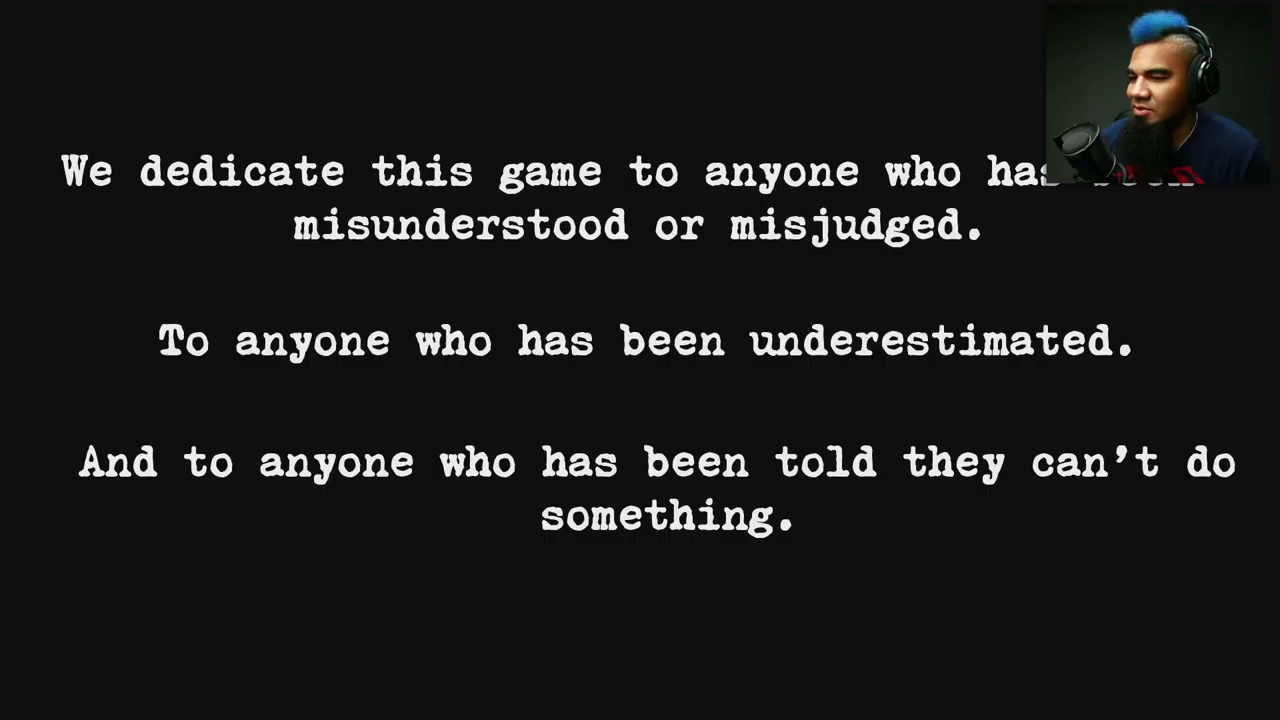 We dedicate this game to anyone who has
misunderstood or misjudged.
To anyone who has been underestimated.
And to anyone who has been told they can't do
something.